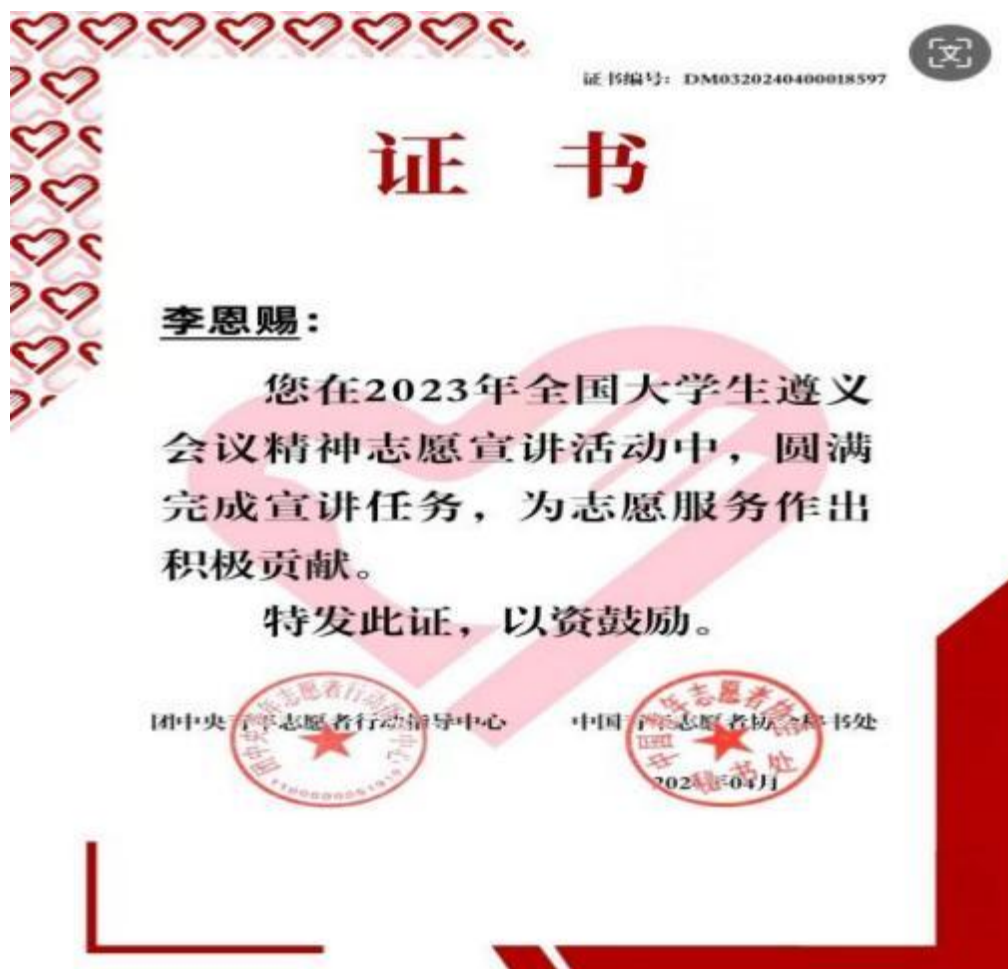 证书编号：DM0320240400018597
证 书
李恩赐：
您在2023年全国大学生遵义
会议精神志愿宣讲活动中，圆满
完成宣讲任务，为志愿服务作出
积极贡献。
特发此证，以资鼓励。
团中央青年志愿者行动指导中心 中国青年志愿者协会秘书处
04月